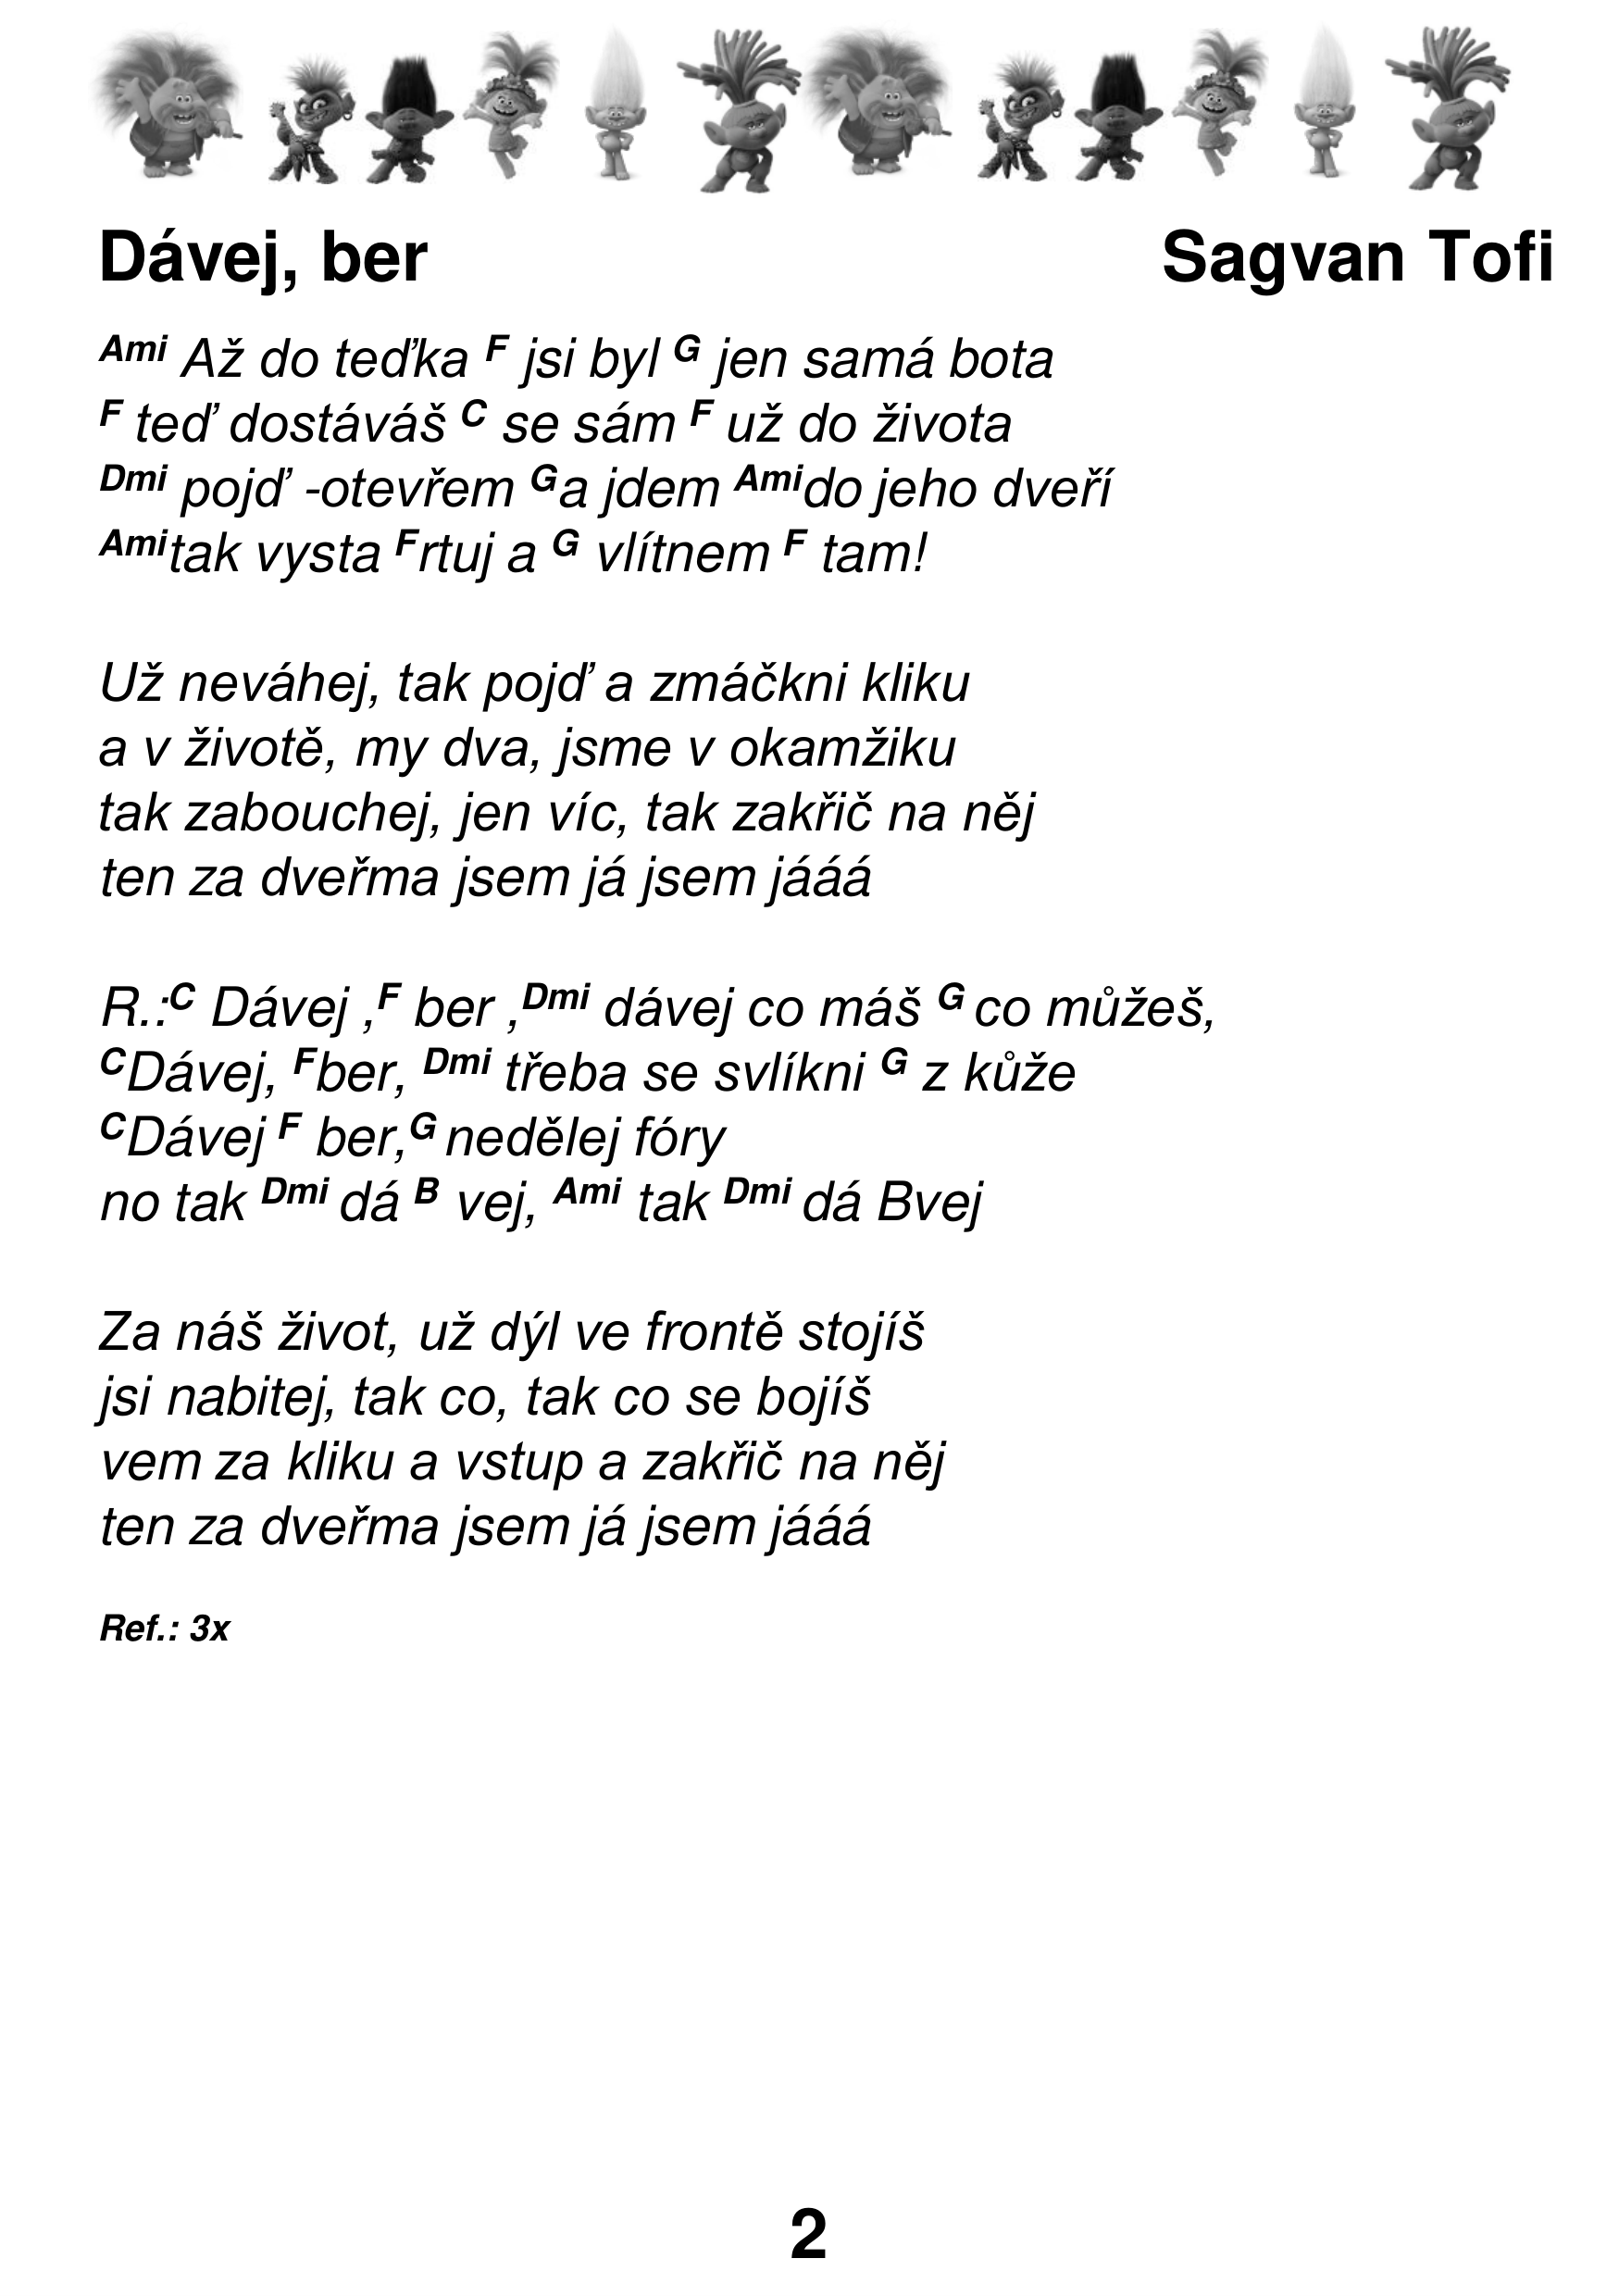 Dávej, ber Sagvan Tofi
Ami Až do teďka F jsi byl G jen samá bota
F teď dostáváš C se sám F už do života
Dmi pojď -otevřem Ga jdem Amido jeho dveří
Amitak vysta Frtuj a G vlítnem F tam!
Už neváhej, tak pojď a zmáčkni kliku
a v životě, my dva, jsme v okamžiku
tak zabouchej, jen víc, tak zakřič na něj
ten za dveřma jsem já jsem jááá
R.:C Dávej ,F ber ,Dmi dávej co máš G co můžeš,
CDávej, Fber, Dmi třeba se svlíkni G z kůže
CDávej F ber,G nedělej fóry
no tak Dmi dá B vej, Ami tak Dmi dá Bvej
Za náš život, už dýl ve frontě stojíš
jsi nabitej, tak co, tak co se bojíš
vem za kliku a vstup a zakřič na něj
ten za dveřma jsem já jsem jááá
Ref.: 3x
2